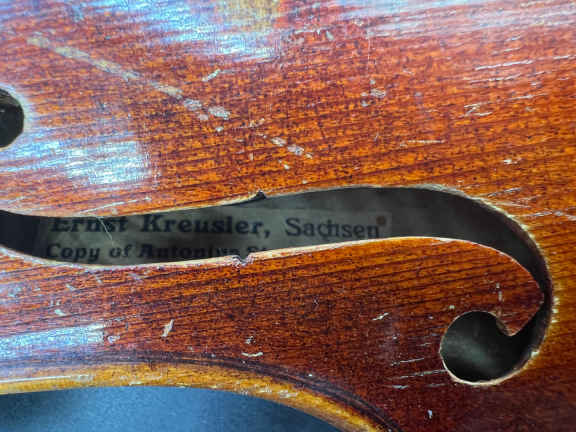 Ernst Kreusler, Sachsen
Copy of Antonius